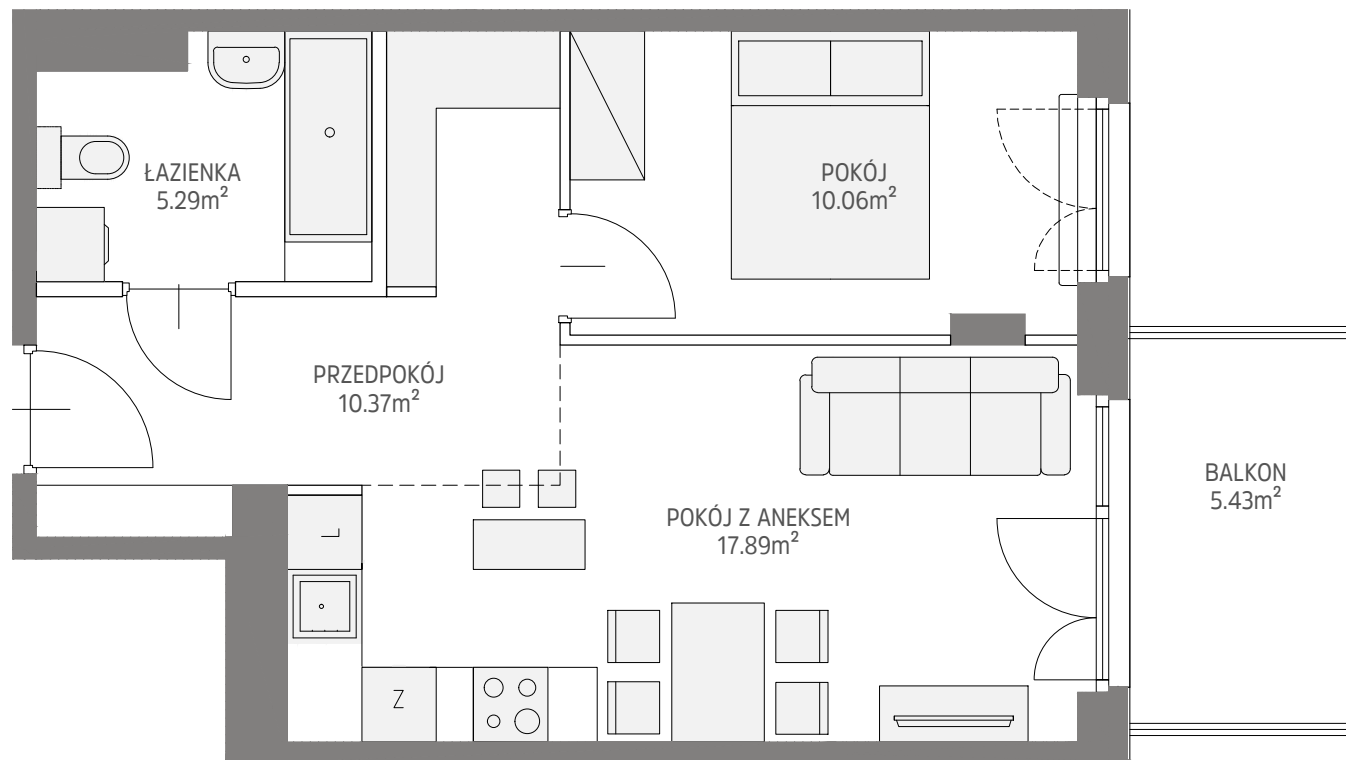 ŁAZIENKA
5.29m²
POKÓJ
10.06m²
PRZEDPOKÓJ
10.37m²
POKÓJ Z ANEKSEM
17.89m²
BALKON
5.43m²
L
Z